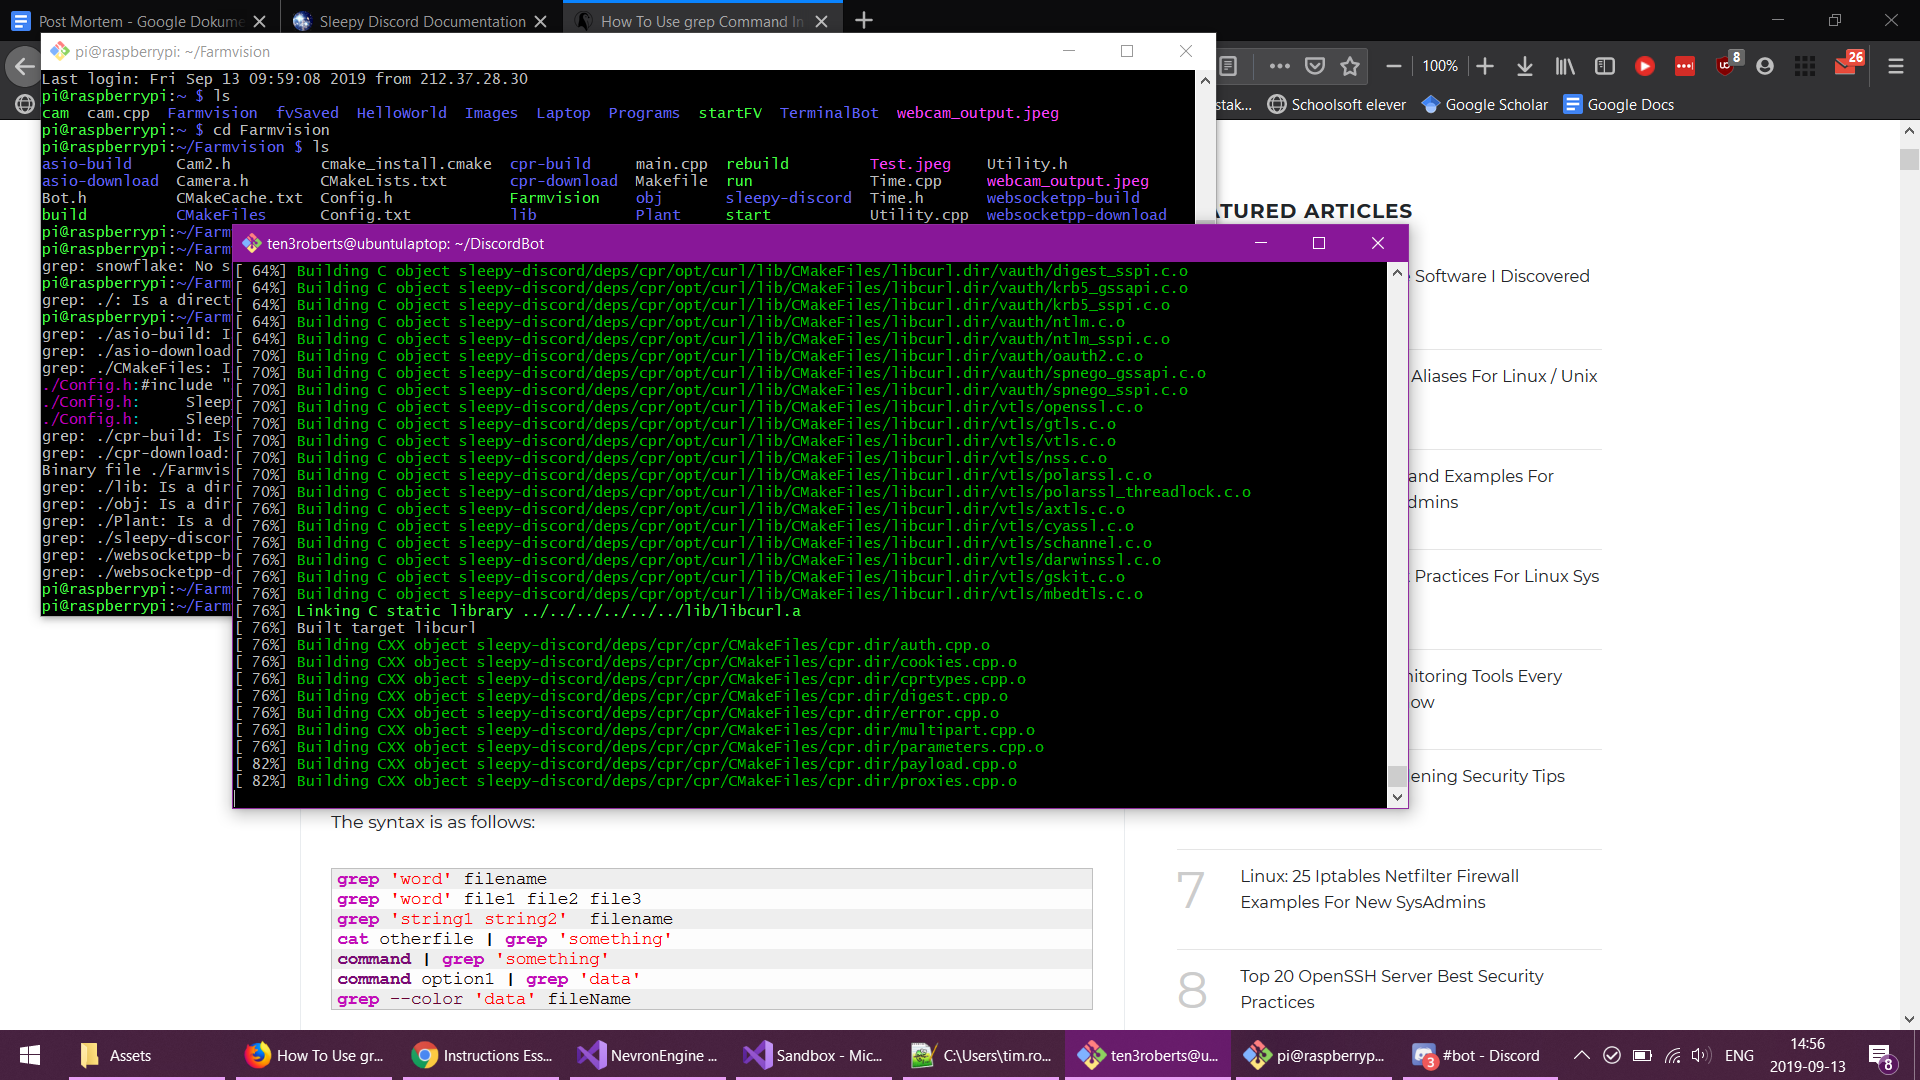 Post Mortem - Google Dokume
Sleepy Discord Documentation
How To Use grep Command In
pi@raspberrypi: ~/Farmvision
100%
8
26
stak...
Schoolsoft elever
Google Scholar
Google Docs
Last login: Fri Sep 13 09:59:08 2019 from 212.37.28.30
pi@raspberrypi:~ $ ls
cam cam.cpp Farmvision fvSaved HelloWorld Images Laptop Programs startFV TerminalBot webcam_output.jpeg
pi@raspberrypi:~ $ cd Farmvision
pi@raspberrypi:~/Farmvision $ ls
asio-build Cam2.h cmake_install.cmake cpr-build main.cpp rebuild Test.jpeg Utility.h
asio-download Camera.h CMakeLists.txt cpr-download Makefile run Time.cpp webcam_output.jpeg
Bot.h CMakeCache.txt Config.h Farmvision obj sleepy-discord Time.h websocketpp-build
build CMakeFiles Config.txt lib Plant start Utility.cpp websocketpp-download
pi@raspberrypi:~/Farm
pi@raspberrypi:~/Farm
grep: snowflake: No s
pi@raspberrypi:~/Farm
grep: ./: Is a direct
pi@raspberrypi:~/Farm
grep: ./asio-build: I
grep: ./asio-download
grep: ./CMakeFiles: I
./Config.h:#include "
./Config.h: Sleep
./Config.h: Sleep
grep: ./cpr-build: Is
grep: ./cpr-download:
Binary file ./Farmvis
grep: ./lib: Is a dir
grep: ./obj: Is a dir
grep: ./Plant: Is a d
grep: ./sleepy-discor
grep: ./websocketpp-b
grep: ./websocketpp-d
pi@raspberrypi:~/Farm
pi@raspberrypi:~/Farm
ten3roberts@ubuntulaptop: ~/DiscordBot
[ 64%] Building C object sleepy-discord/deps/cpr/opt/curl/lib/CMakeFiles/libcurl.dir/vauth/digest_sspi.c.o
[ 64%] Building C object sleepy-discord/deps/cpr/opt/curl/lib/CMakeFiles/libcurl.dir/vauth/krb5_gssapi.c.o
[ 64%] Building C object sleepy-discord/deps/cpr/opt/curl/lib/CMakeFiles/libcurl.dir/vauth/krb5_sspi.c.o
[ 64%] Building C object sleepy-discord/deps/cpr/opt/curl/lib/CMakeFiles/libcurl.dir/vauth/ntlm.c.o
[ 64%] Building C object sleepy-discord/deps/cpr/opt/curl/lib/CMakeFiles/libcurl.dir/vauth/ntlm_sspi.c.o
[ 70%] Building C object sleepy-discord/deps/cpr/opt/curl/lib/CMakeFiles/libcurl.dir/vauth/oauth2.c.o
[ 70%] Building C object sleepy-discord/deps/cpr/opt/curl/lib/CMakeFiles/libcurl.dir/vauth/spnego_gssapi.c.o
[ 70%] Building C object sleepy-discord/deps/cpr/opt/curl/lib/CMakeFiles/libcurl.dir/vauth/spnego_sspi.c.o
[ 70%] Building C object sleepy-discord/deps/cpr/opt/curl/lib/CMakeFiles/libcurl.dir/vtls/openssl.c.o
[ 70%] Building C object sleepy-discord/deps/cpr/opt/curl/lib/CMakeFiles/libcurl.dir/vtls/gtls.c.o
[ 70%] Building C object sleepy-discord/deps/cpr/opt/curl/lib/CMakeFiles/libcurl.dir/vtls/vtls.c.o
[ 70%] Building C object sleepy-discord/deps/cpr/opt/curl/lib/CMakeFiles/libcurl.dir/vtls/nss.c.o
[ 70%] Building C object sleepy-discord/deps/cpr/opt/curl/lib/CMakeFiles/libcurl.dir/vtls/polarssl.c.o
[ 70%] Building C object sleepy-discord/deps/cpr/opt/curl/lib/CMakeFiles/libcurl.dir/vtls/polarssl_threadlock.c.o
[ 76%] Building C object sleepy-discord/deps/cpr/opt/curl/lib/CMakeFiles/libcurl.dir/vtls/axtls.c.o
[ 76%] Building C object sleepy-discord/deps/cpr/opt/curl/lib/CMakeFiles/libcurl.dir/vtls/cyassl.c.o
[ 76%] Building C object sleepy-discord/deps/cpr/opt/curl/lib/CMakeFiles/libcurl.dir/vtls/schannel.c.o
[ 76%] Building C object sleepy-discord/deps/cpr/opt/curl/lib/CMakeFiles/libcurl.dir/vtls/darwinssl.c.o
[ 76%] Building C object sleepy-discord/deps/cpr/opt/curl/lib/CMakeFiles/libcurl.dir/vtls/gskit.c.o
[ 76%] Building C object sleepy-discord/deps/cpr/opt/curl/lib/CMakeFiles/libcurl.dir/vtls/mbedtls.c.o
[ 76%] Linking C static library ../../../../../../lib/libcurl.a
[ 76%] Built target libcurl
[ 76%] Building CXX object sleepy-discord/deps/cpr/cpr/CMakeFiles/cpr.dir/auth.cpp.o
[ 76%] Building CXX object sleepy-discord/deps/cpr/cpr/CMakeFiles/cpr.dir/cookies.cpp.o
[ 76%] Building CXX object sleepy-discord/deps/cpr/cpr/CMakeFiles/cpr.dir/cprtypes.cpp.o
[ 76%] Building CXX object sleepy-discord/deps/cpr/cpr/CMakeFiles/cpr.dir/digest.cpp.o
[ 76%] Building CXX object sleepy-discord/deps/cpr/cpr/CMakeFiles/cpr.dir/error.cpp.o
[ 76%] Building CXX object sleepy-discord/deps/cpr/cpr/CMakeFiles/cpr.dir/multipart.cpp.o
[ 76%] Building CXX object sleepy-discord/deps/cpr/cpr/CMakeFiles/cpr.dir/parameters.cpp.o
[ 82%] Building CXX object sleepy-discord/deps/cpr/cpr/CMakeFiles/cpr.dir/payload.cpp.o
[ 82%] Building CXX object sleepy-discord/deps/cpr/cpr/CMakeFiles/cpr.dir/proxies.cpp.o
The syntax is as follows:
grep 'word' filename
grep 'word' file1 file2 file3
grep 'string1 string2' filename
cat otherfile | grep 'something'
command | grep 'something'
command option1 | grep 'data'
grep --color 'data' fileName
ATURED ARTICLES
Software I Discovered
Aliases For Linux / Unix
and Examples For
dmins
Practices For Linux Sys
nitoring Tools Every
ow
ening Security Tips
7
Linux: 25 Iptables Netfilter Firewall
Examples For New SysAdmins
8
Top 20 OpenSSH Server Best Security
Practices
Assets
How To Use gr...
Instructions Ess...
NevronEngine ...
Sandbox - Mic...
C:\Users\tim.ro...
ten3roberts@u...
pi@raspberryp...
3
#bot - Discord
ENG
14:56
2019-09-13
8